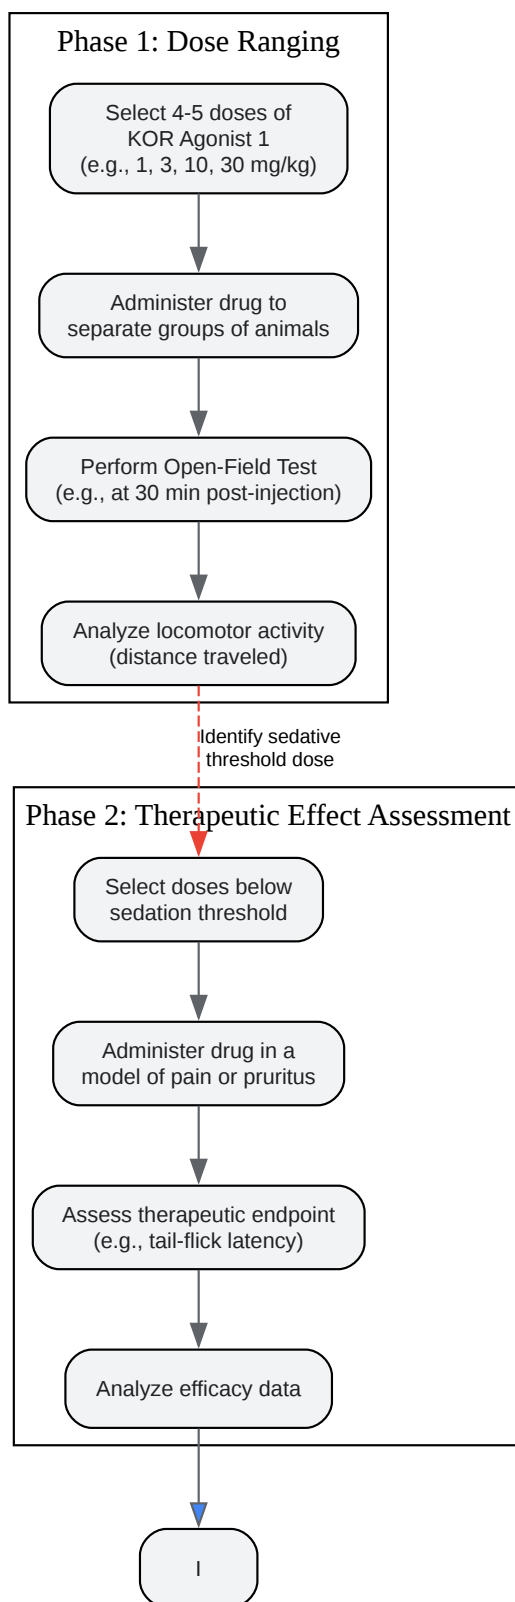 Phase 1: Dose Ranging
Select 4-5 doses of
KOR Agonist 1
(e.g., 1, 3, 10, 30 mg/kg)
Administer drug to
separate groups of animals
Perform Open-Field Test
(e.g., at 30 min post-injection)
Analyze locomotor activity
(distance traveled)
Identify sedative
threshold dose
Phase 2: Therapeutic Effect Assessment
Select doses below
sedation threshold
Administer drug in a
model of pain or pruritus
Assess therapeutic endpoint
(e.g., tail-flick latency)
Analyze efficacy data
I